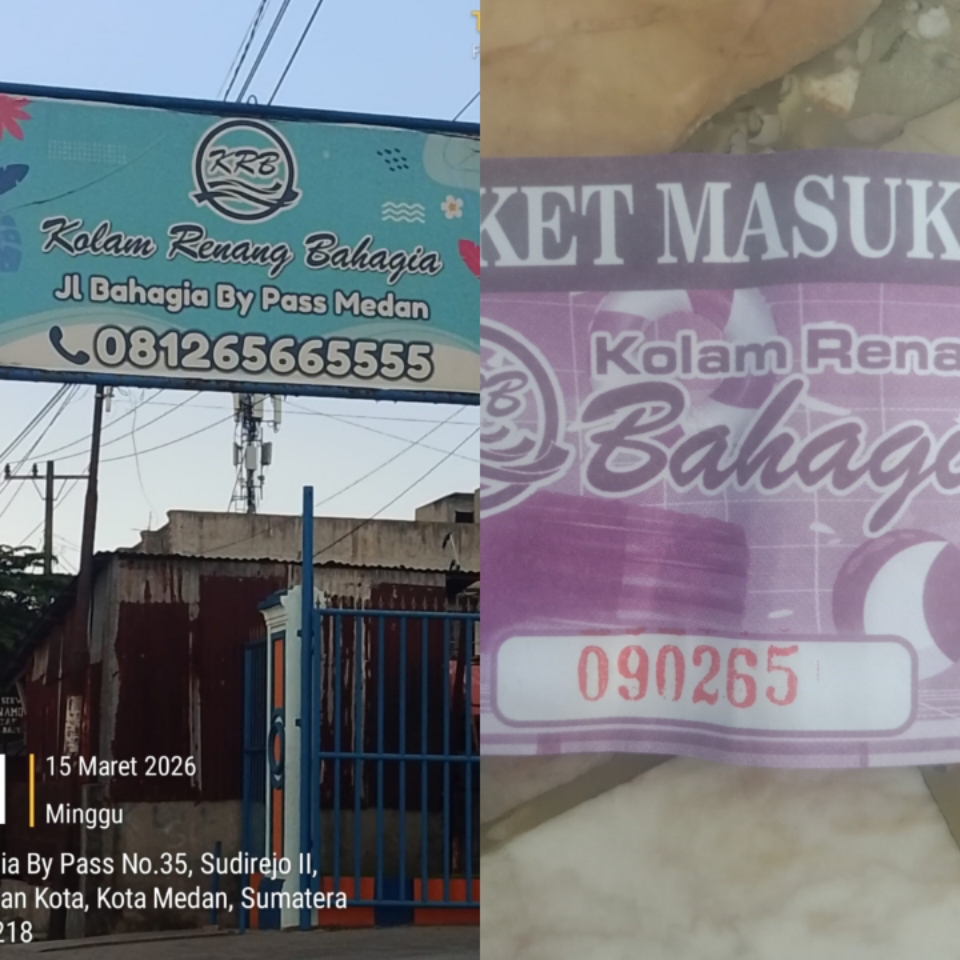 KRB
Kolam Renang Bahagia
Jl Bahagia By Pass Medan
081265665555
15 Maret 2026
Minggu
ia By Pass No.35, Sudirejo II,
an Kota, Kota Medan, Sumatera
218
KET MASUK
Kolam Rena
Bahagi
090265